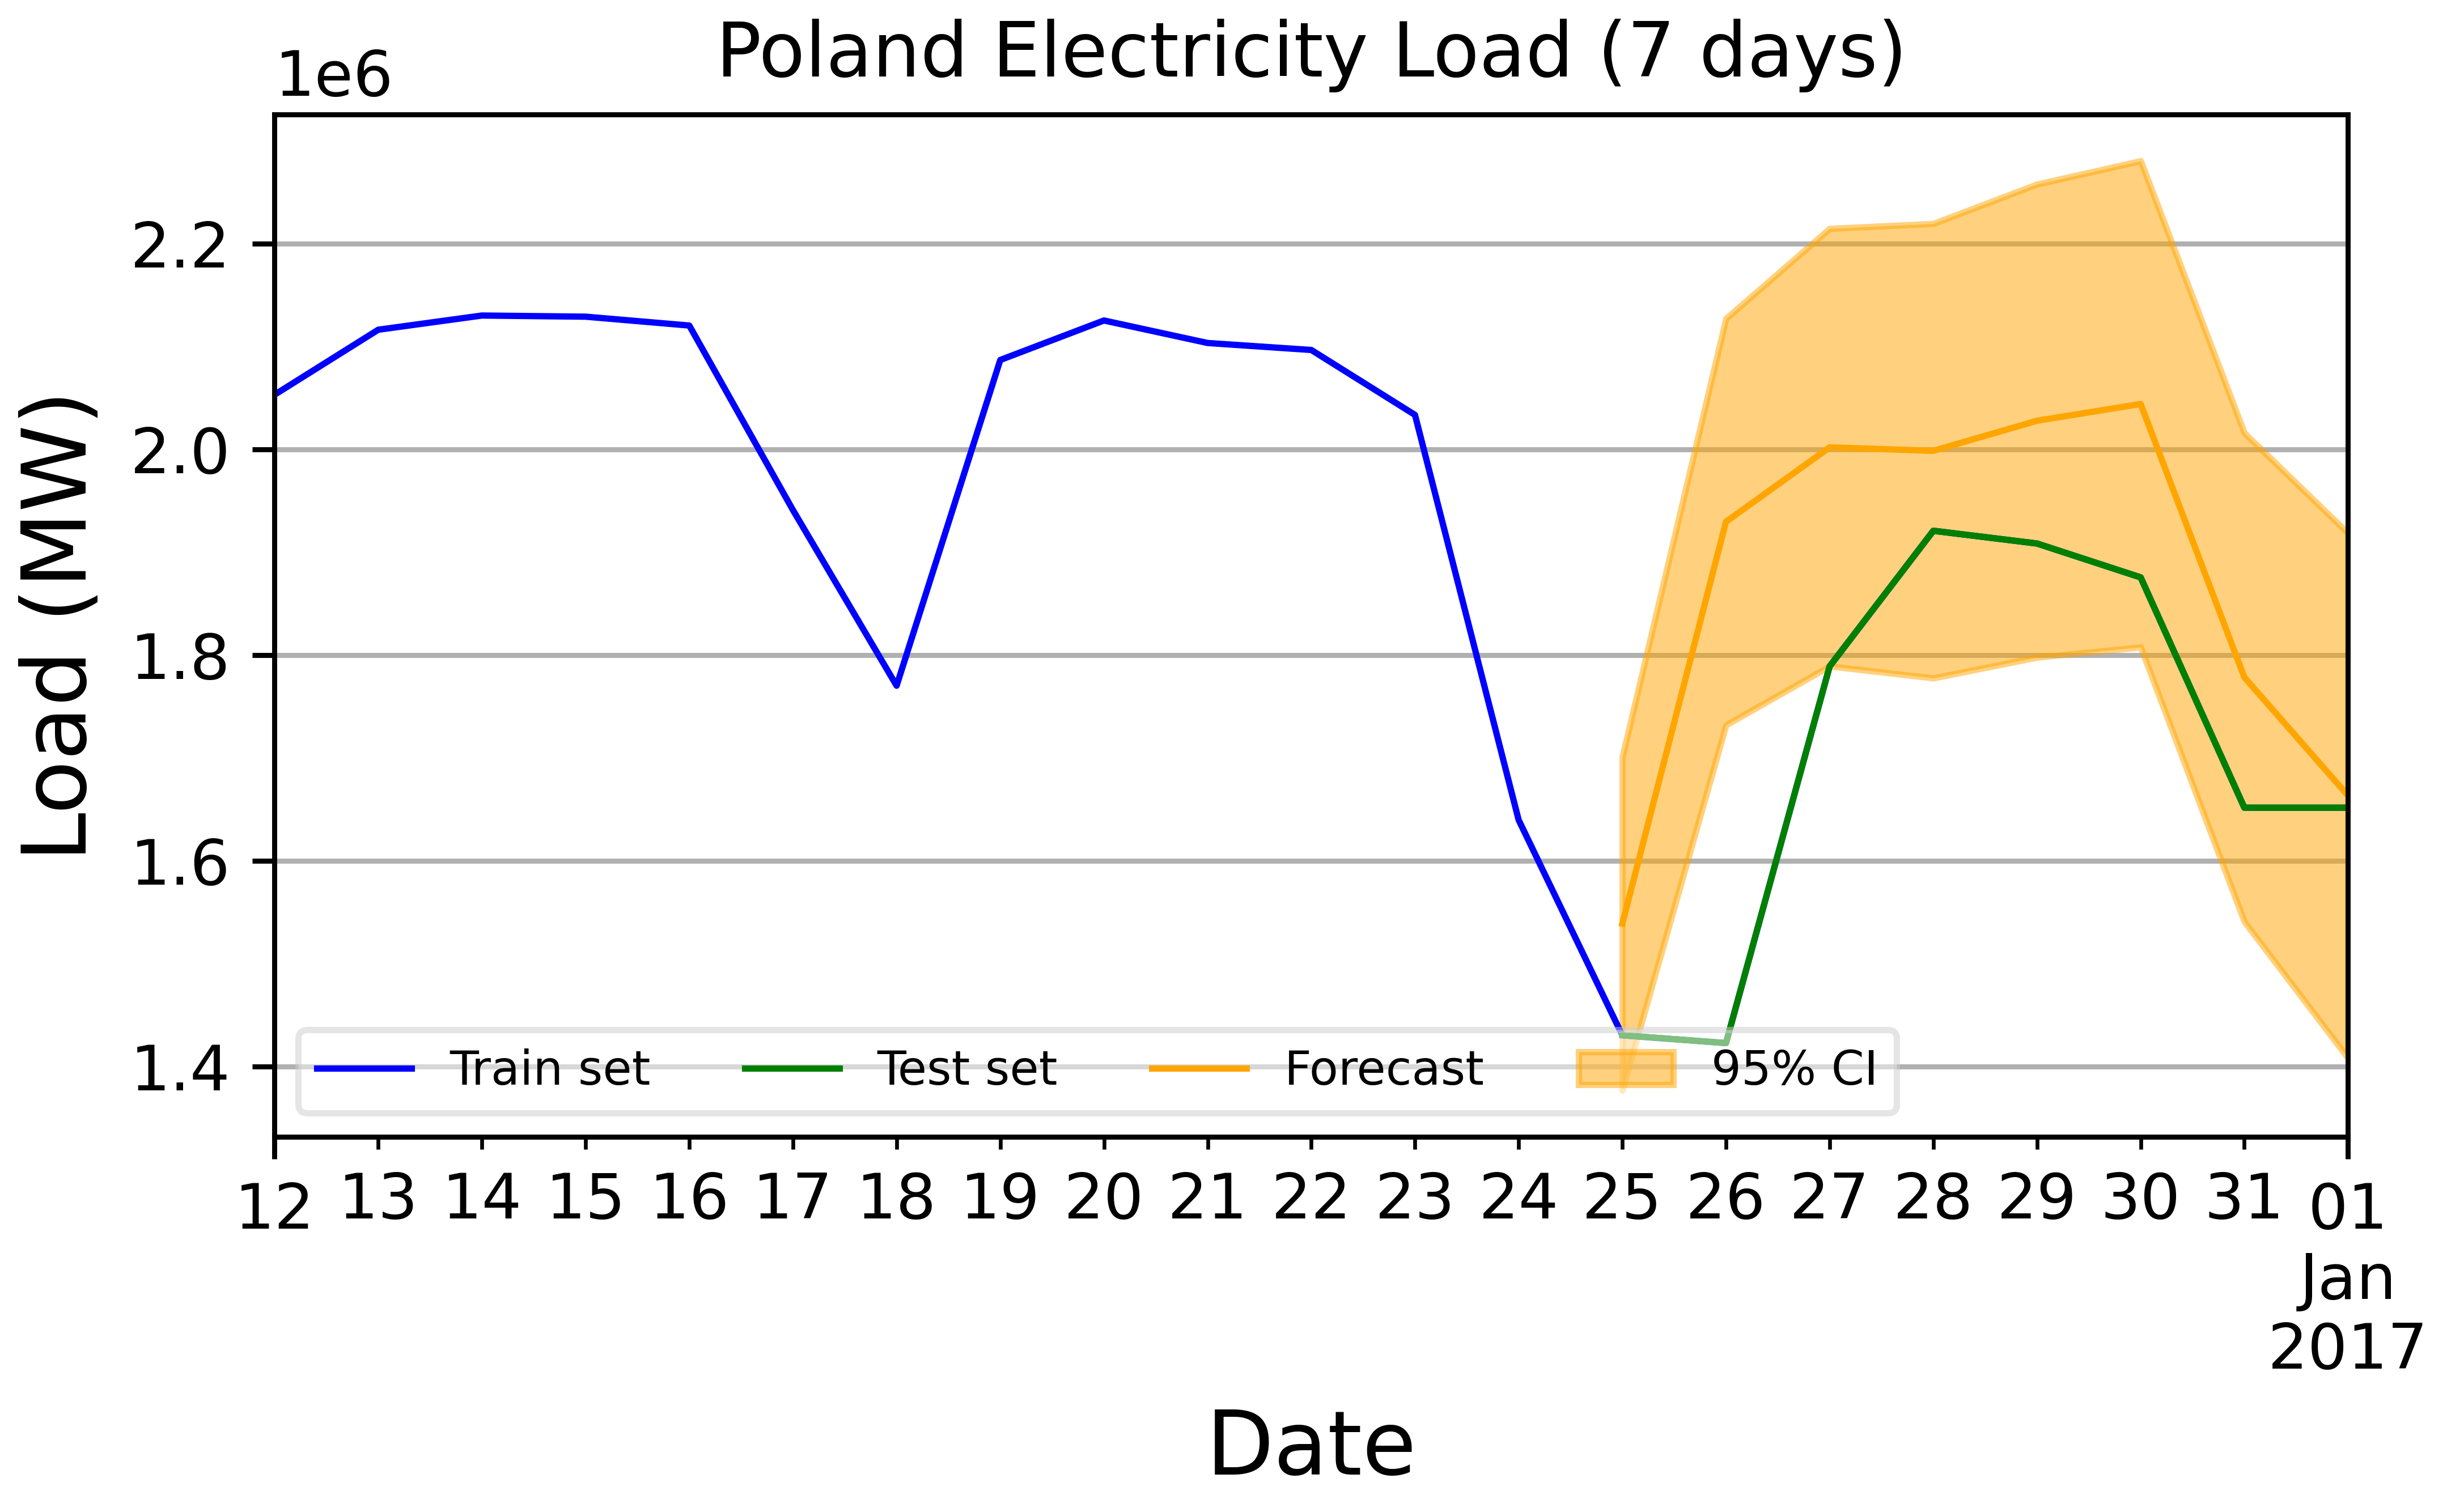 Poland Electricity Load (7 days)
1e6
Load (MW)
2.2
2.0
1.8
1.6
1.4
Train set Test set Forecast 95% CI
12 13 14 15 16 17 18 19 20 21 22 23 24 25 26 27 28 29 30 31 01
Jan
2017
Date